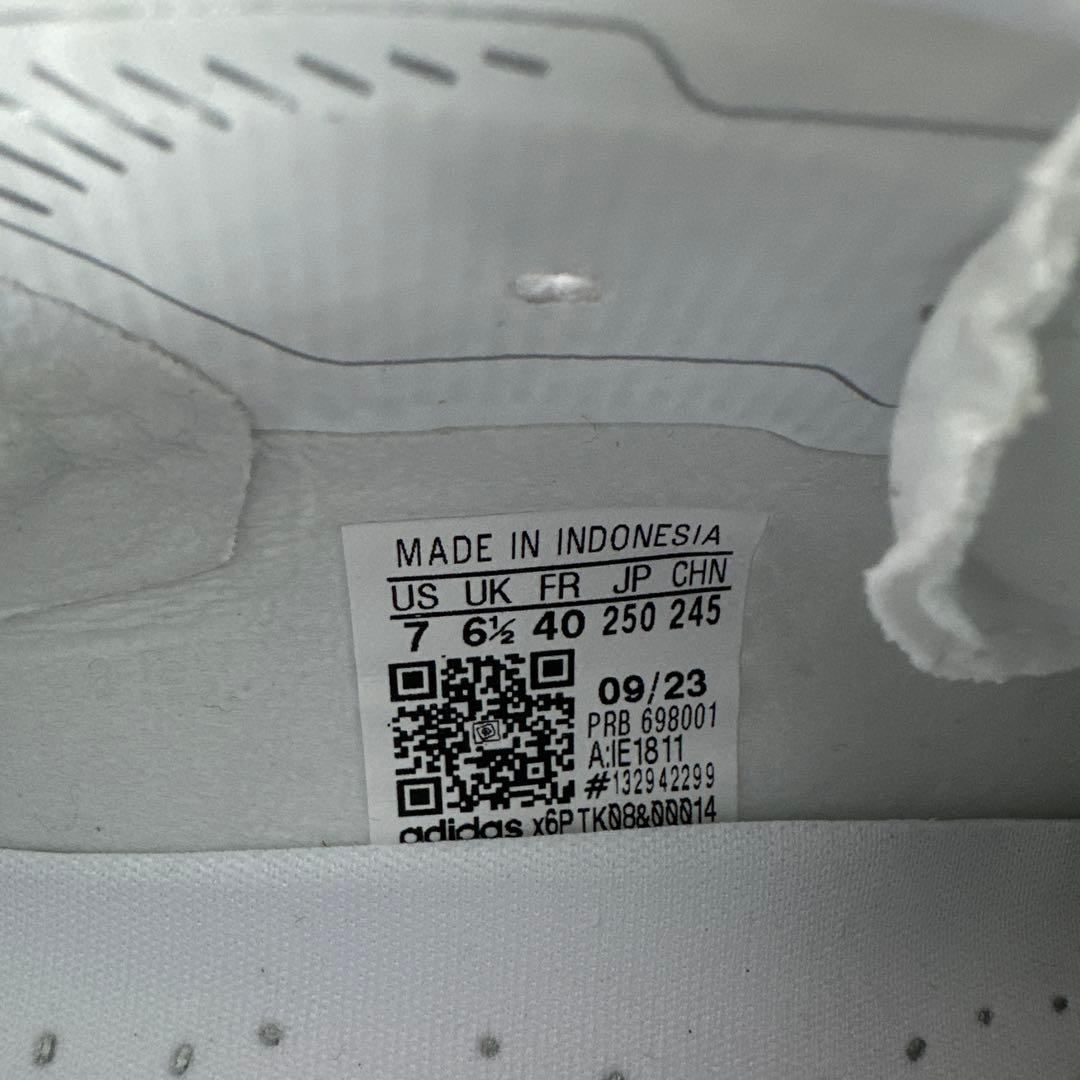 MADE IN INDONESIA
US UK FR JP CHN
7 6½ 40 250 245
09/23
PRB 698001
A:IE1811
#132942299
adidas x6PTK08&00014